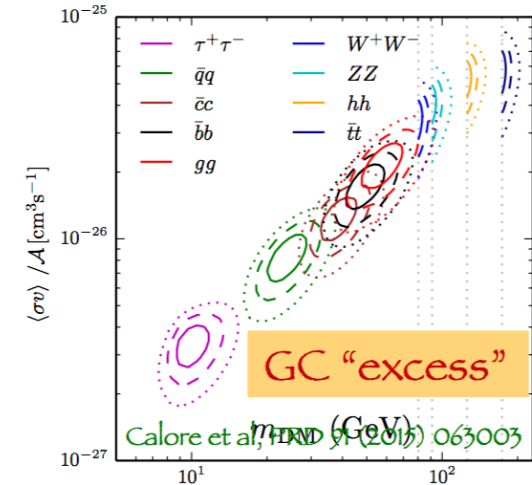 10⁻²⁵
τ⁺τ⁻
q̄q
c̄c
b̄b
gg
W⁺W⁻
ZZ
hh
t̄t
⟨σv⟩ / 𝒜 [cm³s⁻¹]
10⁻²⁶
GC “excess”
m_DM (GeV)
Calore et al, PRD 91 (2015) 063003
10⁻²⁷
10¹
10²